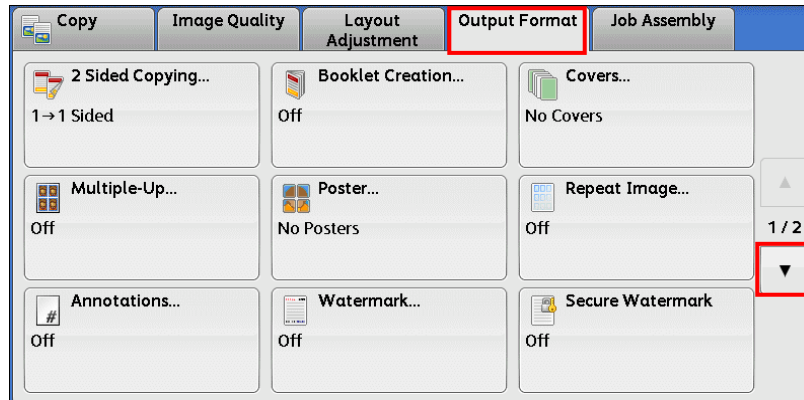 Copy
Image Quality
Layout
Adjustment
Output Format
Job Assembly
2 Sided Copying...
1→1 Sided
Booklet Creation...
Off
Covers...
No Covers
Multiple-Up...
Off
Poster...
No Posters
Repeat Image...
Off
1/2
Annotations...
Off
Watermark...
Off
Secure Watermark
Off